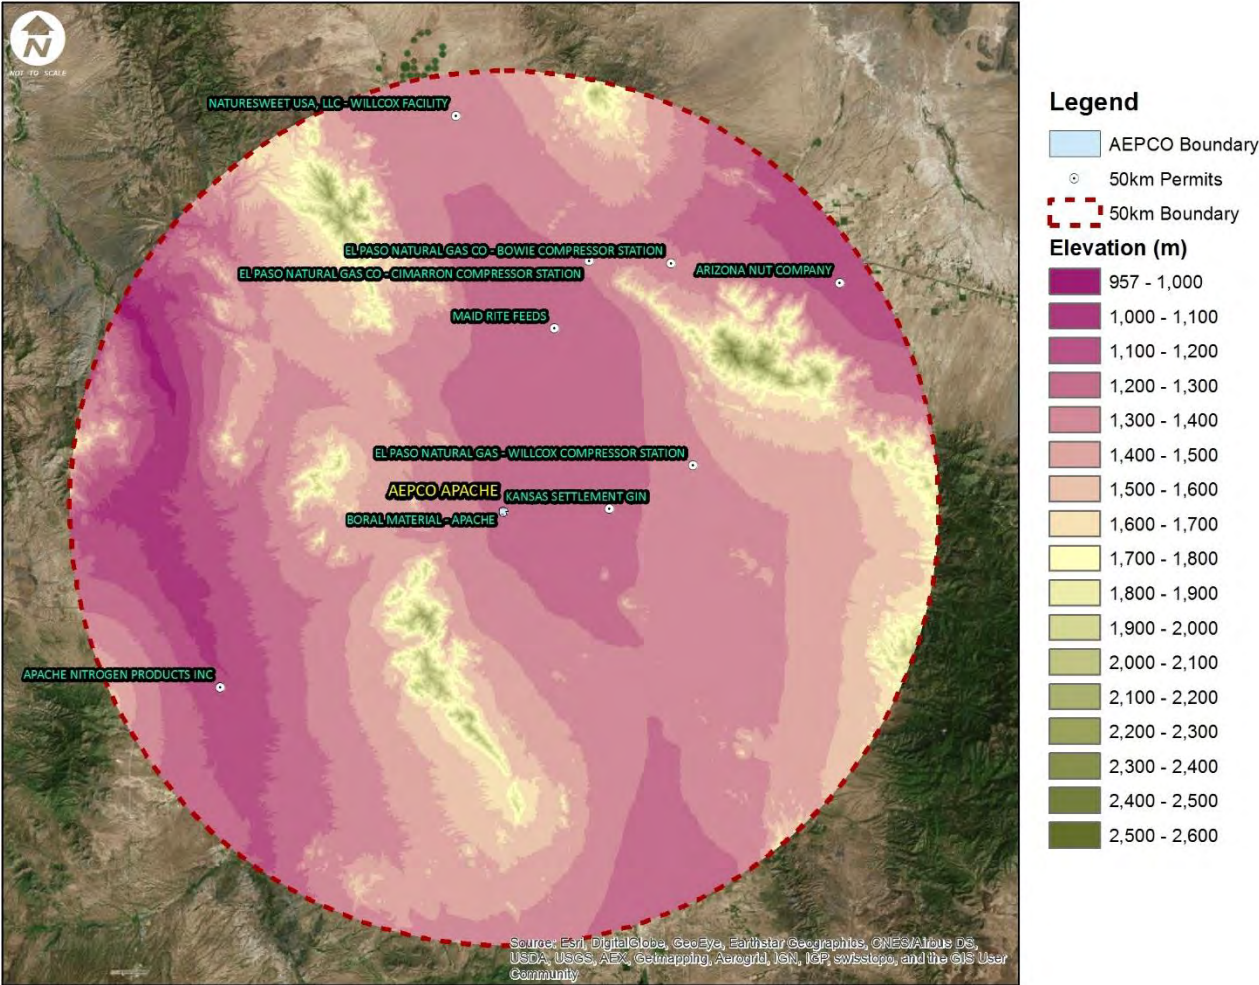 N
NOT TO SCALE
NATURESWEET USA, LLC - WILLCOX FACILITY
EL PASO NATURAL GAS CO - BOWIE COMPRESSOR STATION
EL PASO NATURAL GAS CO - CIMARRON COMPRESSOR STATION
ARIZONA NUT COMPANY
MAID RITE FEEDS
EL PASO NATURAL GAS - WILLCOX COMPRESSOR STATION
AEPCO APACHE
KANSAS SETTLEMENT GIN
BORAL MATERIAL - APACHE
APACHE NITROGEN PRODUCTS INC
Source: Esri, DigitalGlobe, GeoEye, Earthstar Geographics, CNES/Airbus DS,
USDA, USGS, AEX, Getmapping, Aerogrid, IGN, IGP, swisstopo, and the GIS User
Community
Legend
AEPCO Boundary
50km Permits
50km Boundary
Elevation (m)
957 - 1,000
1,000 - 1,100
1,100 - 1,200
1,200 - 1,300
1,300 - 1,400
1,400 - 1,500
1,500 - 1,600
1,600 - 1,700
1,700 - 1,800
1,800 - 1,900
1,900 - 2,000
2,000 - 2,100
2,100 - 2,200
2,200 - 2,300
2,300 - 2,400
2,400 - 2,500
2,500 - 2,600